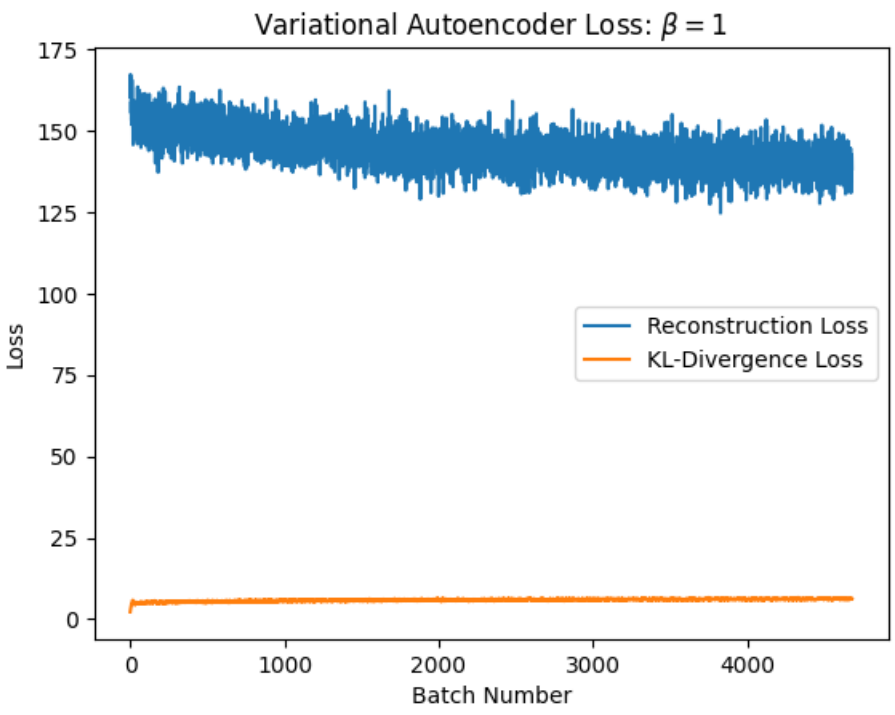 Variational Autoencoder Loss: β = 1
175
150
125
100
75
50
25
0
Loss
Reconstruction Loss
KL-Divergence Loss
0 1000 2000 3000 4000
Batch Number